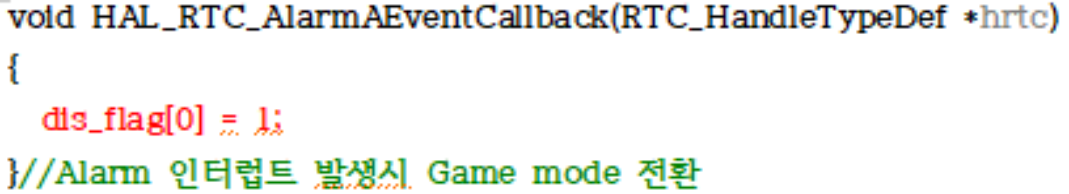 void HAL_RTC_AlarmAEventCallback(RTC_HandleTypeDef *hrtc)
{
dis_flag[0] = 1;
}//Alarm 인터럽트 발생시 Game mode 전환